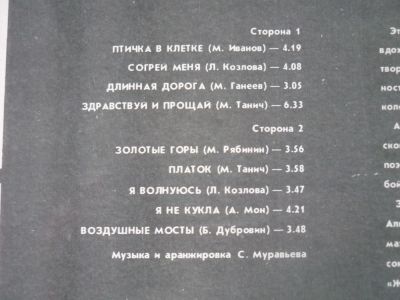 Сторона 1
ПТИЧКА В КЛЕТКЕ (М. Иванов) — 4.19
СОГРЕЙ МЕНЯ (Л. Козлова) — 4.08
ДЛИННАЯ ДОРОГА (М. Ганеев) — 3.05
ЗДРАВСТВУЙ И ПРОЩАЙ (М. Танич) — 6.33
Сторона 2
ЗОЛОТЫЕ ГОРЫ (М. Рябинин) — 3.56
ПЛАТОК (М. Танич) — 3.58
Я ВОЛНУЮСЬ (Л. Козлова) — 3.47
Я НЕ КУКЛА (А. Мон) — 4.21
ВОЗДУШНЫЕ МОСТЫ (Б. Дубровин) — 3.48
Музыка и аранжировка С. Муравьева